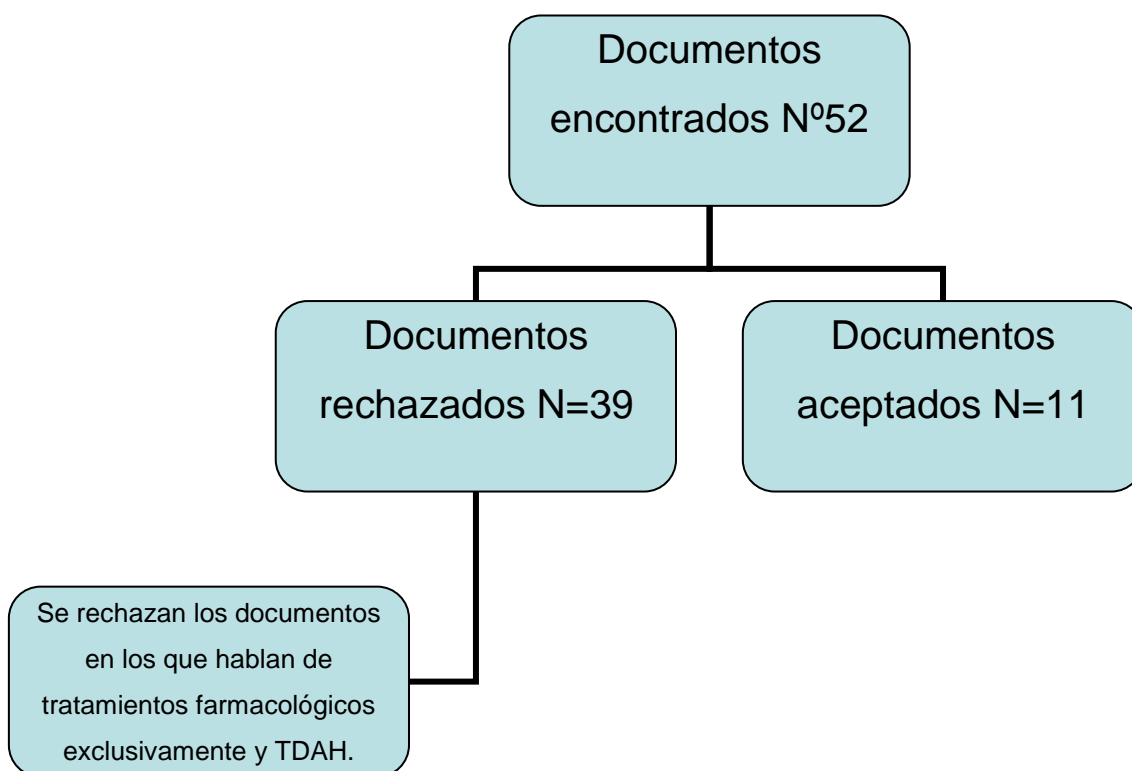 Documentos
encontrados Nº52
Documentos
rechazados N=39
Documentos
aceptados N=11
Se rechazan los documentos
en los que hablan de
tratamientos farmacológicos
exclusivamente y TDAH.